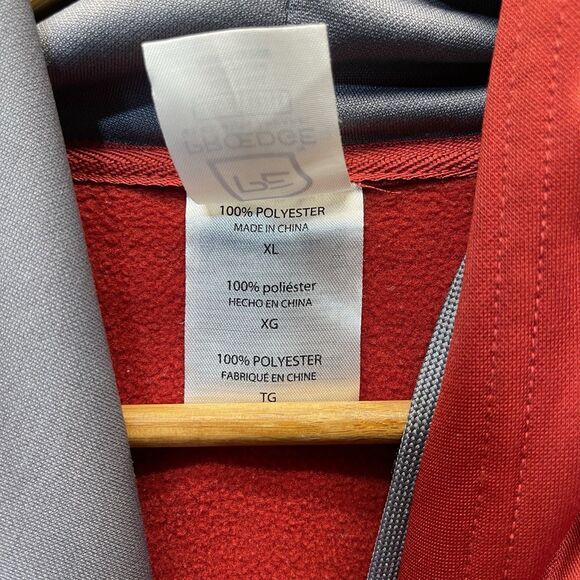 PROEDGE
PE
100% POLYESTER
MADE IN CHINA
XL
100% poliéster
HECHO EN CHINA
XG
100% POLYESTER
FABRIQUÉ EN CHINE
TG